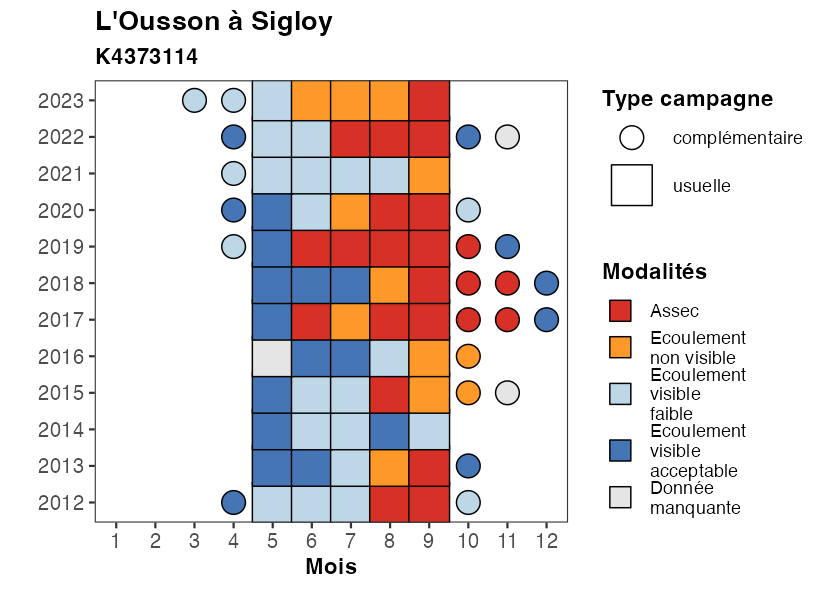 L'Ousson à Sigloy
K4373114
2023
2022
2021
2020
2019
2018
2017
2016
2015
2014
2013
2012
1 2 3 4 5 6 7 8 9 10 11 12
Mois
Type campagne
complémentaire
usuelle
Modalités
Assec
Ecoulement
non visible
Ecoulement
visible
faible
Ecoulement
visible
acceptable
Donnée
manquante